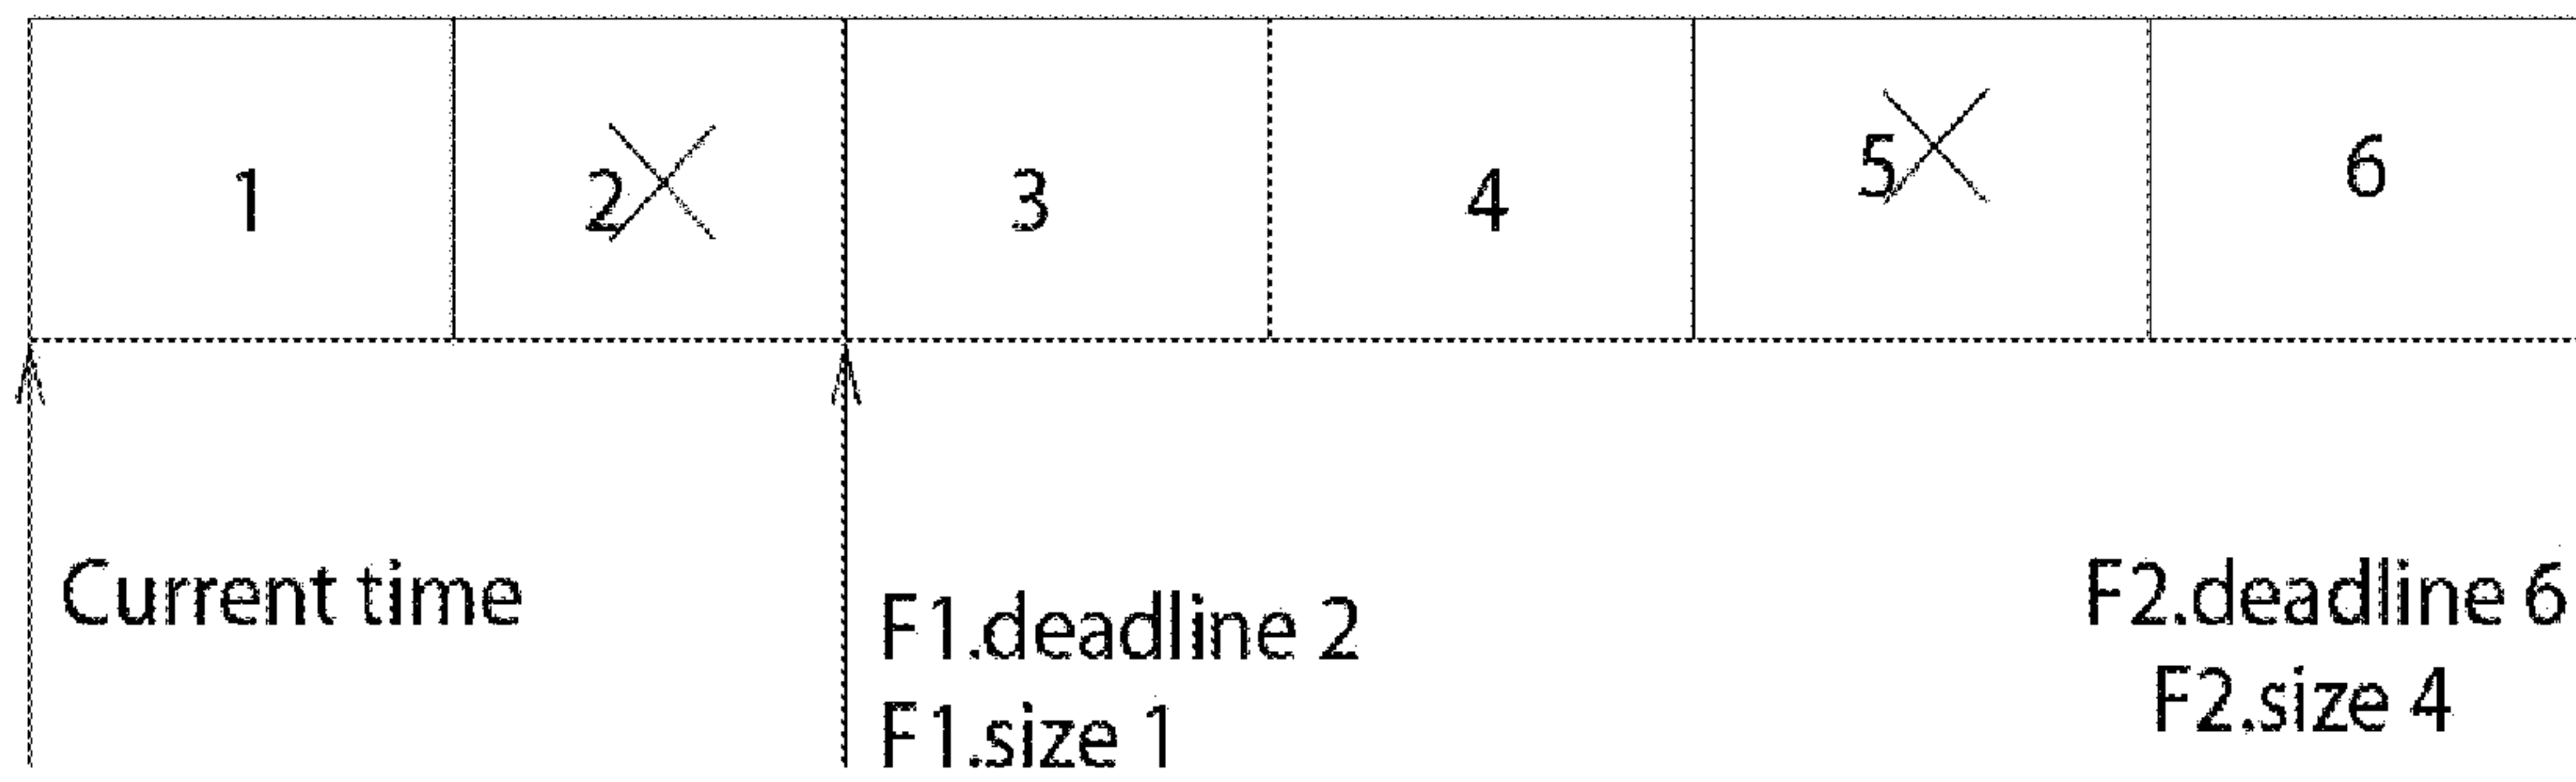 1 2 3 4 5 6
Current time
F1.deadline 2
F1.size 1
F2.deadline 6
F2.size 4